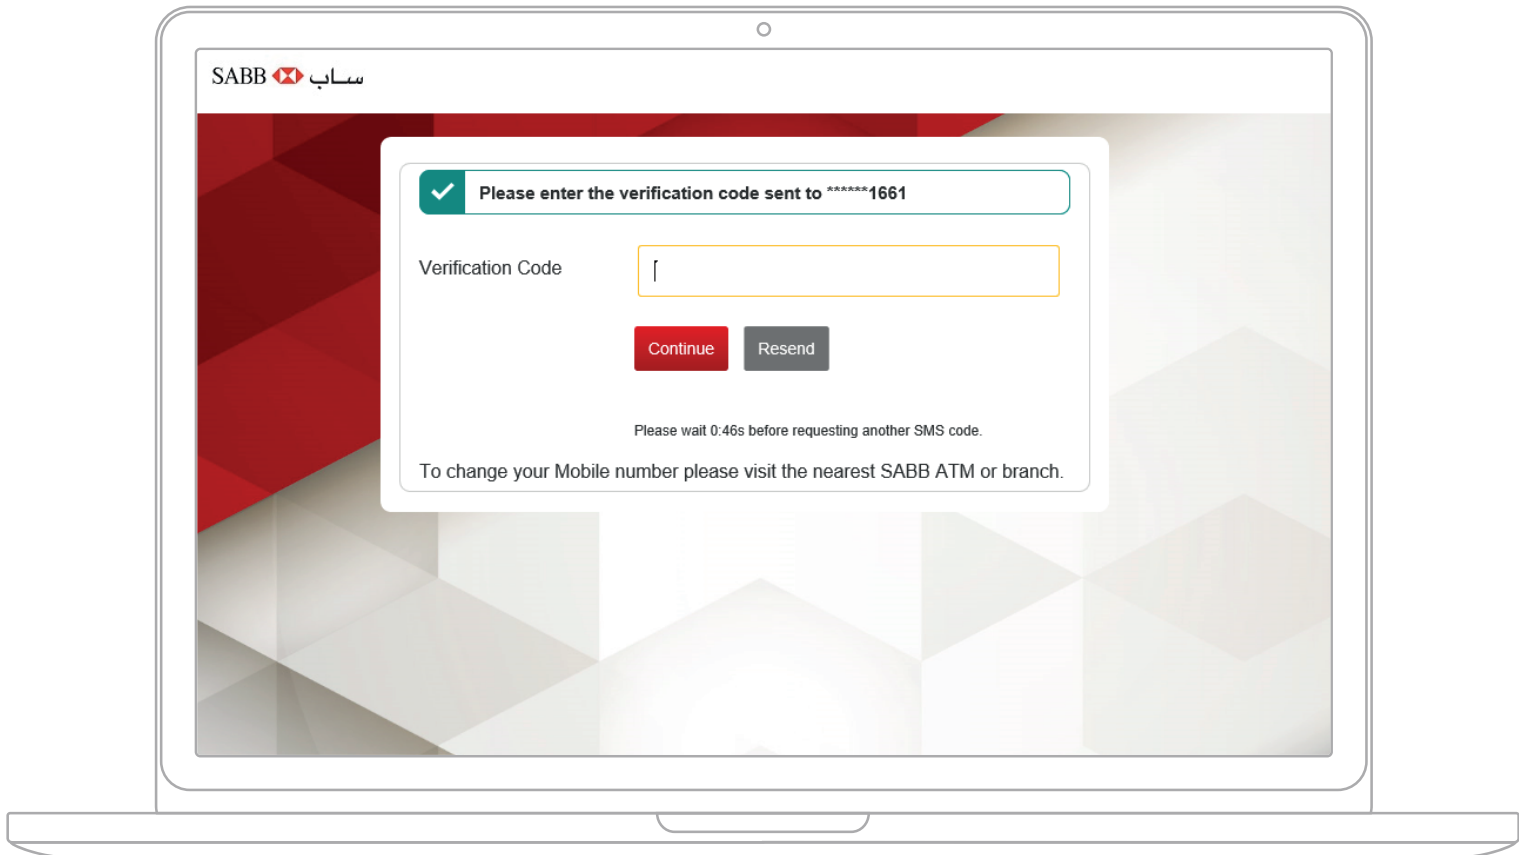 SABB ساب
Please enter the verification code sent to ******1661
Verification Code
Continue Resend
Please wait 0:46s before requesting another SMS code.
To change your Mobile number please visit the nearest SABB ATM or branch.